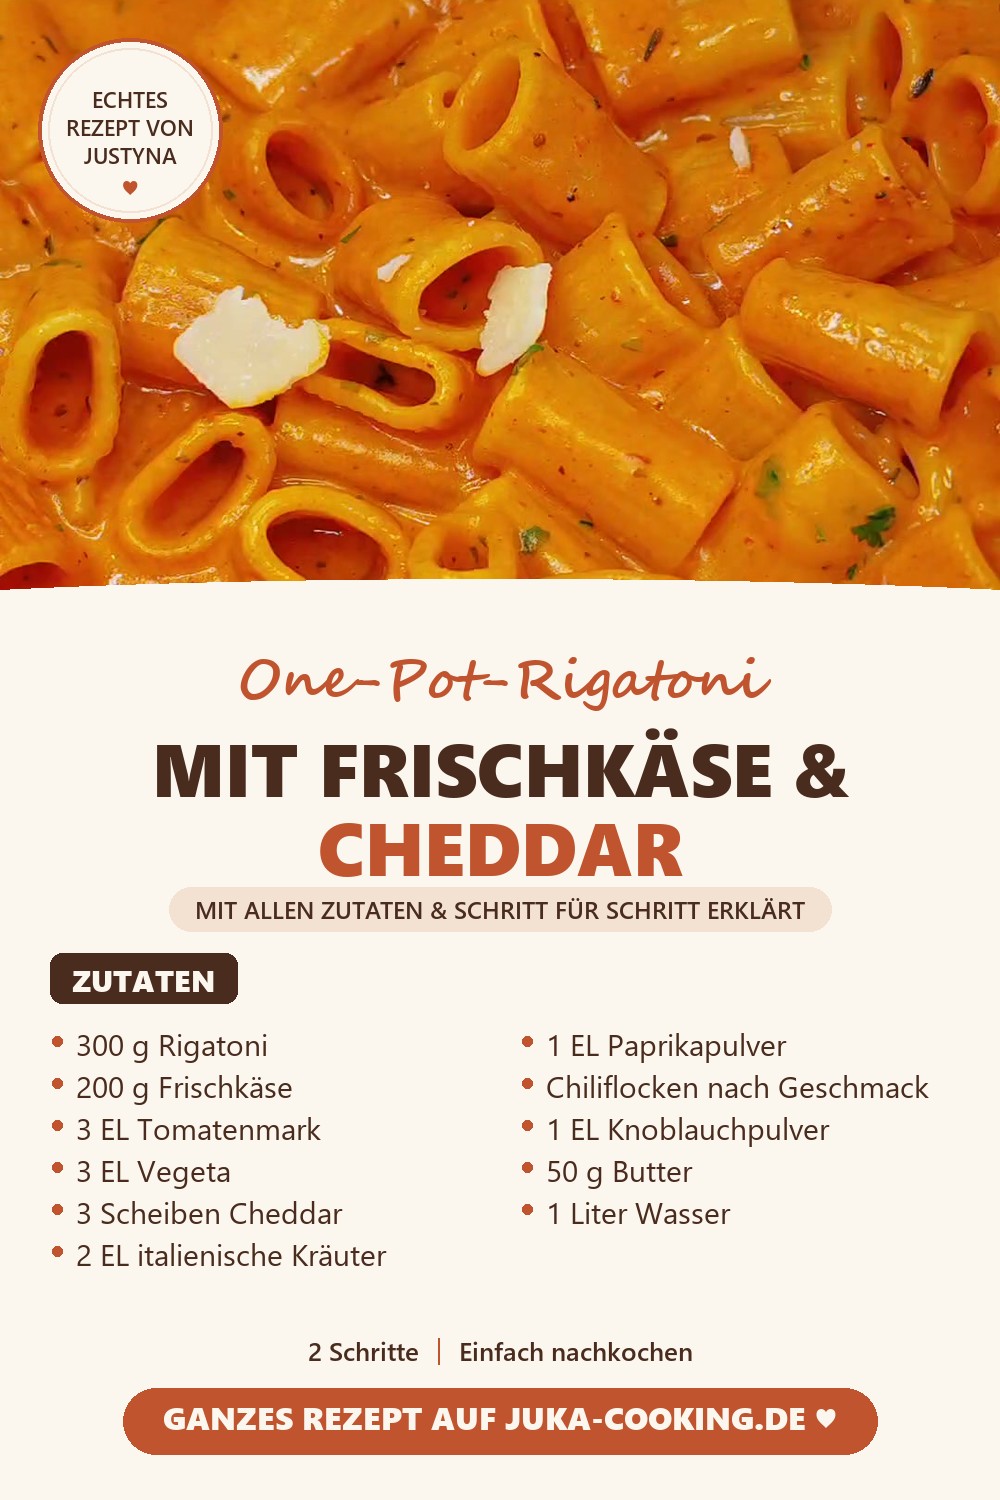 ECHTES
REZEPT VON
JUSTYNA
One-Pot-Rigatoni
MIT FRISCHKÄSE &
CHEDDAR
MIT ALLEN ZUTATEN & SCHRITT FÜR SCHRITT ERKLÄRT
ZUTATEN
300 g Rigatoni
200 g Frischkäse
3 EL Tomatenmark
3 EL Vegeta
3 Scheiben Cheddar
2 EL italienische Kräuter
1 EL Paprikapulver
Chiliflocken nach Geschmack
1 EL Knoblauchpulver
50 g Butter
1 Liter Wasser
2 Schritte | Einfach nachkochen
GANZES REZEPT AUF JUKA-COOKING.DE ♥